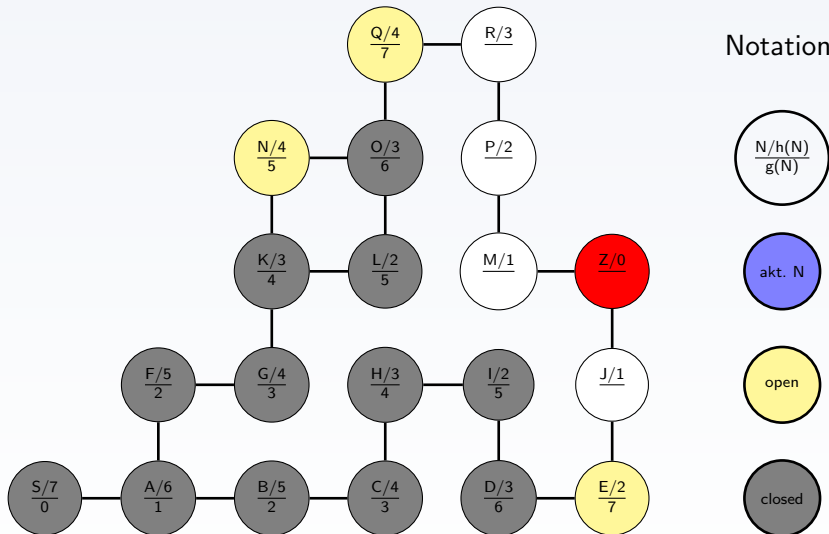 Q/4
7
R/3
Notation
N/4
5
O/3
6
P/2
N/h(N)
g(N)
K/3
4
L/2
5
M/1
Z/0
akt. N
F/5
2
G/4
3
H/3
4
I/2
5
J/1
open
S/7
0
A/6
1
B/5
2
C/4
3
D/3
6
E/2
7
closed